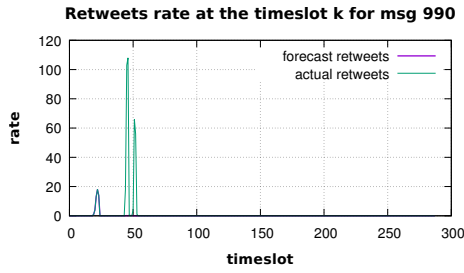 Retweets rate at the timeslot k for msg 990
120
100
80
60
40
20
0
0 50 100 150 200 250 300
rate
timeslot
forecast retweets
actual retweets